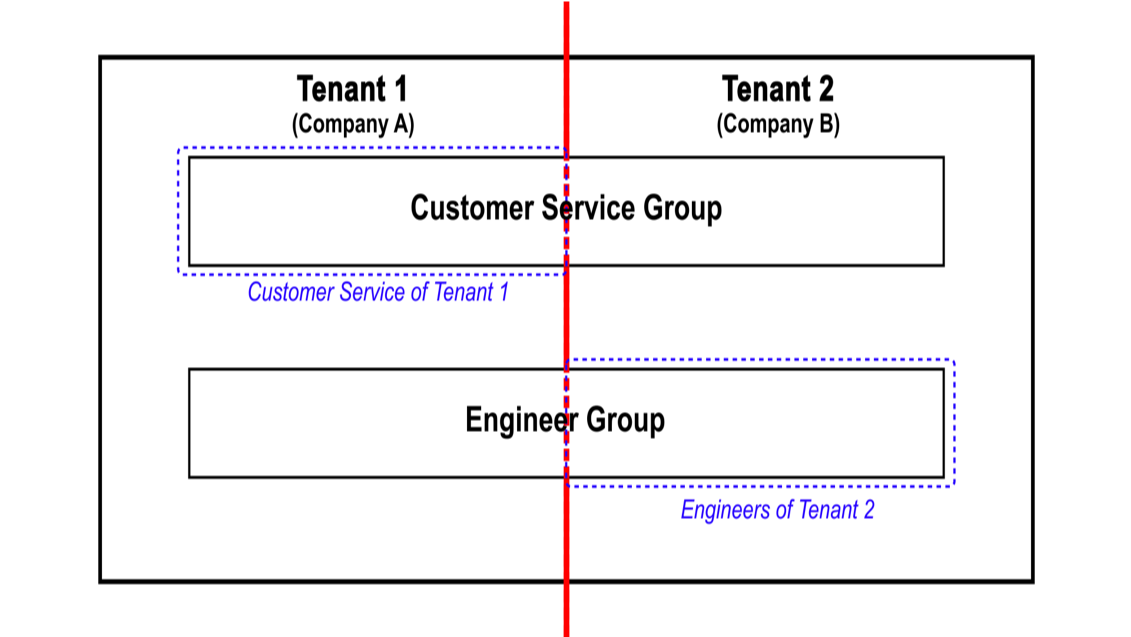 Tenant 1
(Company A)
Tenant 2
(Company B)
Customer Service Group
Customer Service of Tenant 1
Engineer Group
Engineers of Tenant 2